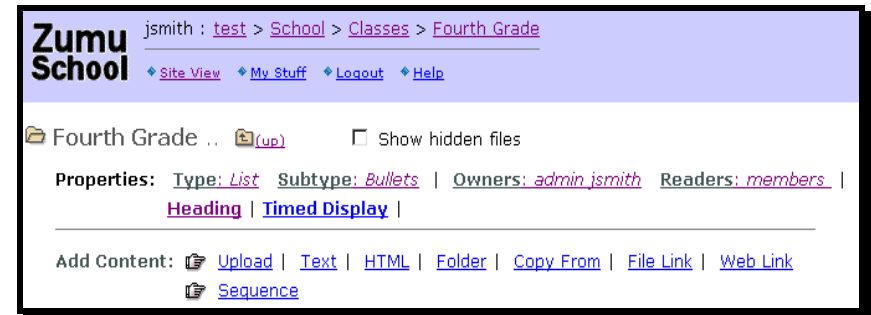 Zumu School
jsmith : test > School > Classes > Fourth Grade
Site View My Stuff Logout Help
Fourth Grade .. (up) Show hidden files
Properties: Type: List Subtype: Bullets | Owners: admin jsmith Readers: members |
Heading | Timed Display |
Add Content: Upload | Text | HTML | Folder | Copy From | File Link | Web Link
Sequence